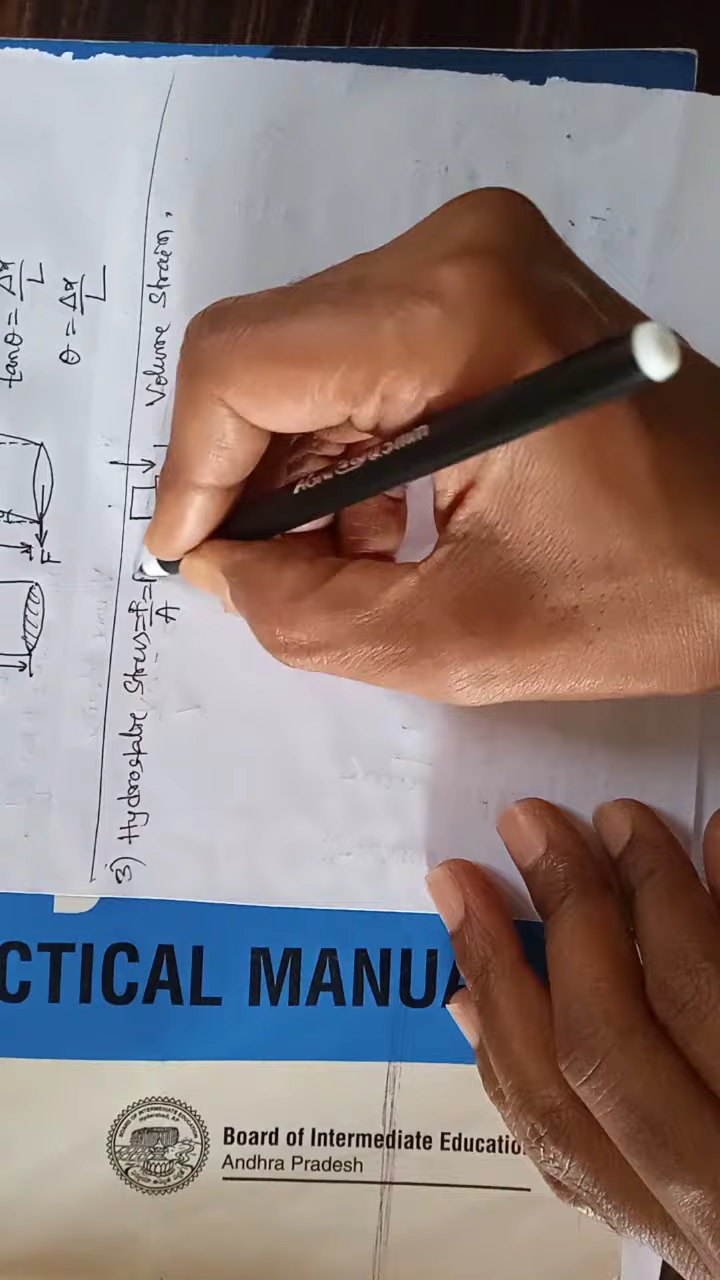 tanθ = Δx/L
θ = Δx/L
F
3) Hydrostatic Stress = F/A =
Volume Strain.
CTICAL MANUA
Board of Intermediate Educatio
Andhra Pradesh